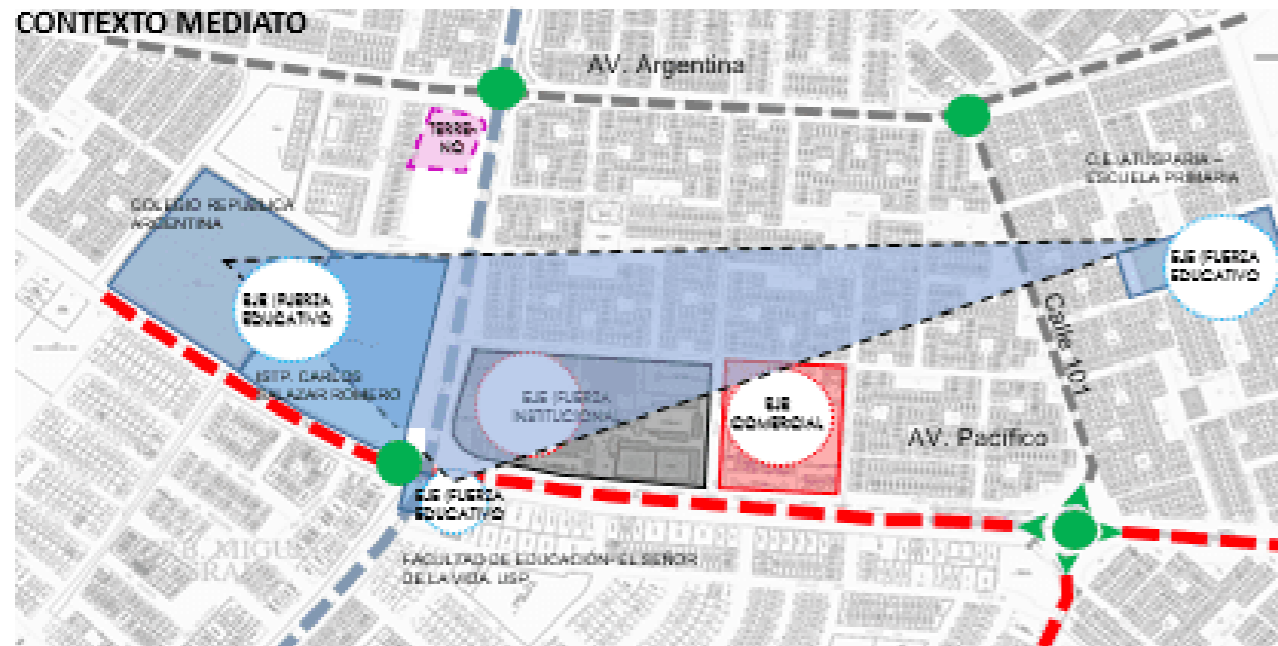 CONTEXTO MEDIATO
AV. Argentina
TERRE-
NO
C.E. ATUSPARIA –
ESCUELA PRIMARIA
COLEGIO REPUBLICA
ARGENTINA
EJE (FUERZA
EDUCATIVO
EJE (FUERZA
EDUCATIVO
Calle 101
ISTP. CARLOS
SALAZAR ROMERO
EJE (FUERZA
INSTITUCIONAL
EJE
COMERCIAL
AV. Pacífico
EJE (FUERZA
EDUCATIVO
FACULTAD DE EDUCACIÓN-EL SEÑOR
DE LA VIDA. USP.